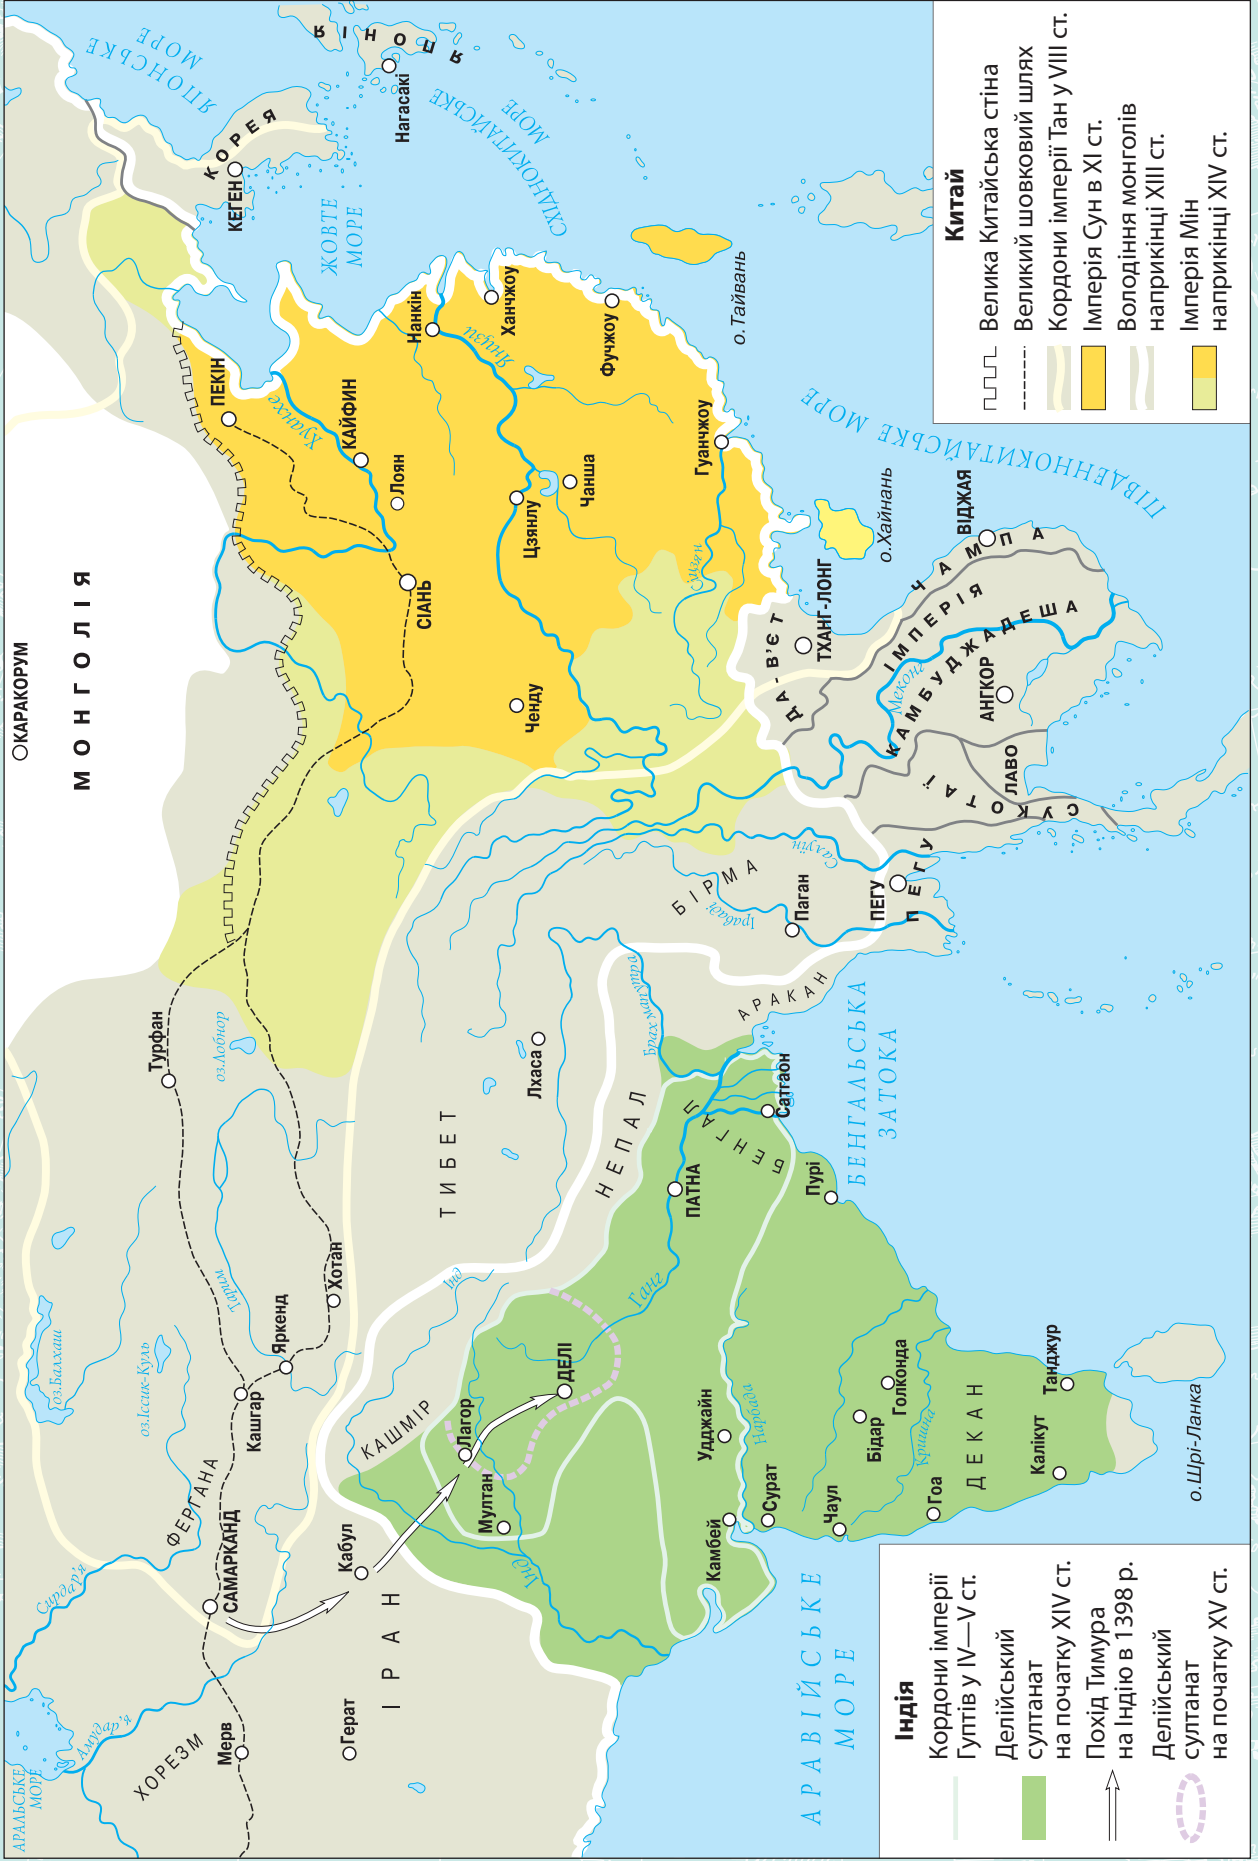 АРАЛЬСЬКЕ
МОРЕ
Сирдар'я
Амудар'я
ХОРЕЗМ
Мерв
САМАРКАНД
ФЕРГАНА
Герат
Кабул
ІРАН
оз.Балхаш
оз.Іссик-Куль
Кашгар
Яркенд
Хотан
Тарим
Турфан
оз.Лобнор
КАРАКОРУМ
МОНГОЛІЯ
ТИБЕТ
Лхаса
НЕПАЛ
КАШМІР
Лагор
Мултан
ДЕЛІ
Інд
Інд
Ганг
ПАТНА
БЕНГАЛ
Сатгаон
Брахмапутра
Пурі
Удджайн
Нарбада
Камбей
Сурат
Чаул
Бідар
Голконда
Крішна
Гоа
ДЕКАН
Калікут
Танджур
о.Шрі-Ланка
АРАВІЙСЬКЕ
МОРЕ
БЕНГАЛЬСЬКА
ЗАТОКА
АРАКАН
БІРМА
Іраваді
Паган
Салуїн
ПЕГУ
ПЕГУ
СУКОТАЇ
ЛАВО
АНГКОР
ІМПЕРІЯ
КАМБУДЖАДЕША
Меконг
ЧАМПА
ВІДЖАЯ
ДА-В'ЄТ
ТХАНГ-ЛОНГ
о.Хайнань
ПЕКІН
Хуанхе
КАЙФИН
Лоян
СІАНЬ
Ченду
Цзянлу
Чанша
Янцзи
Нанкін
Ханчжоу
Фучжоу
Гуанчжоу
Сіцзян
о.Тайвань
КОРЕЯ
КЕГЕН
ЖОВТЕ
МОРЕ
ЯПОНСЬКЕ
МОРЕ
ЯПОНІЯ
Нагасакі
СХІДНОКИТАЙСЬКЕ
МОРЕ
ПІВДЕННОКИТАЙСЬКЕ МОРЕ
Індія
Кордони імперії
Гуптів у IV—V ст.
Делійський
султанат
на початку XIV ст.
Похід Тимура
на Індію в 1398 р.
Делійський
султанат
на початку XV ст.
Китай
Велика Китайська стіна
Великий шовковий шлях
Кордони імперії Тан у VIII ст.
Імперія Сун в XI ст.
Володіння монголів
наприкінці XIII ст.
Імперія Мін
наприкінці XIV ст.